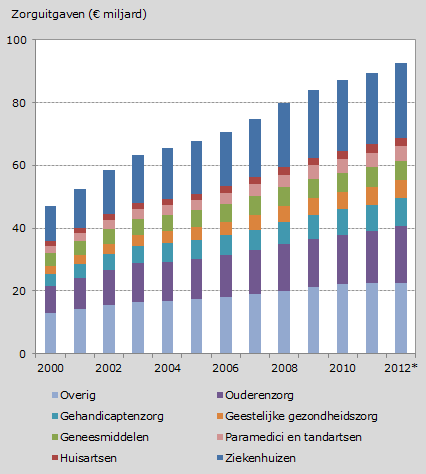 Zorguitgaven (€ miljard)
100
80
60
40
20
0
2000 2002 2004 2006 2008 2010 2012*
Overig Ouderenzorg
Gehandicaptenzorg Geestelijke gezondheidszorg
Geneesmiddelen Paramedici en tandartsen
Huisartsen Ziekenhuizen